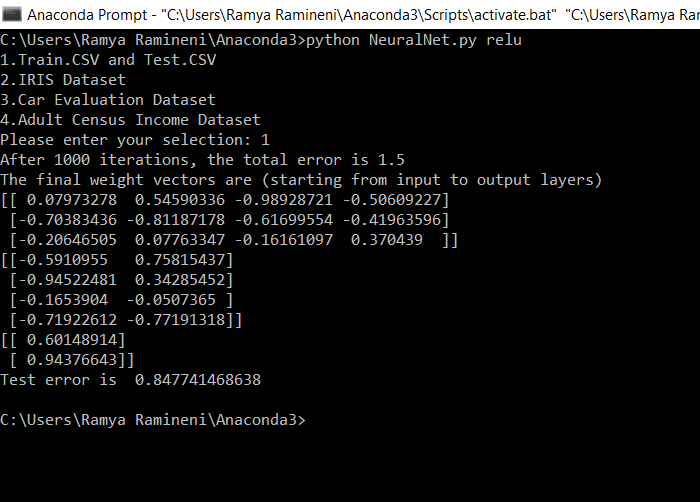 Anaconda Prompt - "C:\Users\Ramya Ramineni\Anaconda3\Scripts\activate.bat" "C:\Users\Ramya Ra
C:\Users\Ramya Ramineni\Anaconda3>python NeuralNet.py relu
1.Train.CSV and Test.CSV
2.IRIS Dataset
3.Car Evaluation Dataset
4.Adult Census Income Dataset
Please enter your selection: 1
After 1000 iterations, the total error is 1.5
The final weight vectors are (starting from input to output layers)
[[ 0.07973278  0.54590336 -0.98928721 -0.50609227]
 [-0.70383436 -0.81187178 -0.61699554 -0.41963596]
 [-0.20646505  0.07763347 -0.16161097  0.370439  ]]
[[-0.5910955   0.75815437]
 [-0.94522481  0.34285452]
 [-0.1653904  -0.0507365 ]
 [-0.71922612 -0.77191318]]
[[ 0.60148914]
 [ 0.94376643]]
Test error is  0.847741468638
C:\Users\Ramya Ramineni\Anaconda3>